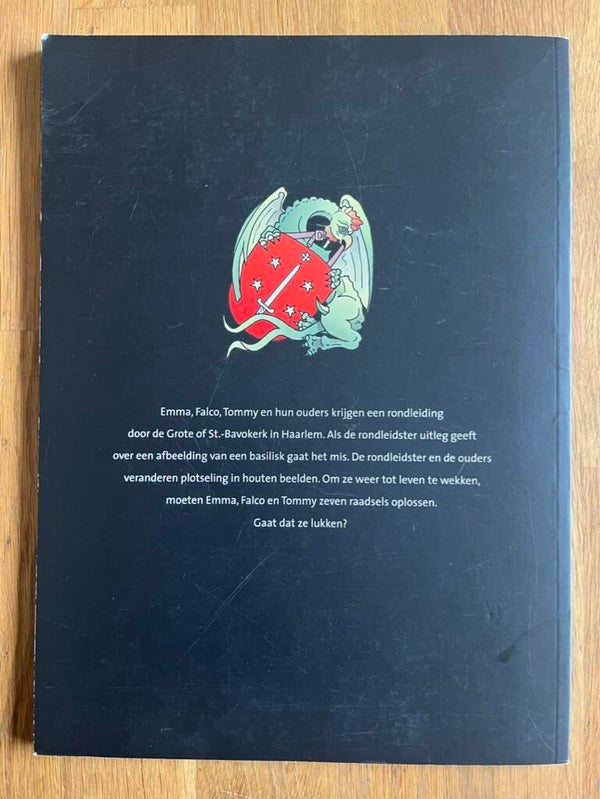 Emma, Falco, Tommy en hun ouders krijgen een rondleiding
door de Grote of St.-Bavokerk in Haarlem. Als de rondleidster uitleg geeft
over een afbeelding van een basilisk gaat het mis. De rondleidster en de ouders
veranderen plotseling in houten beelden. Om ze weer tot leven te wekken,
moeten Emma, Falco en Tommy zeven raadsels oplossen.
Gaat dat ze lukken?